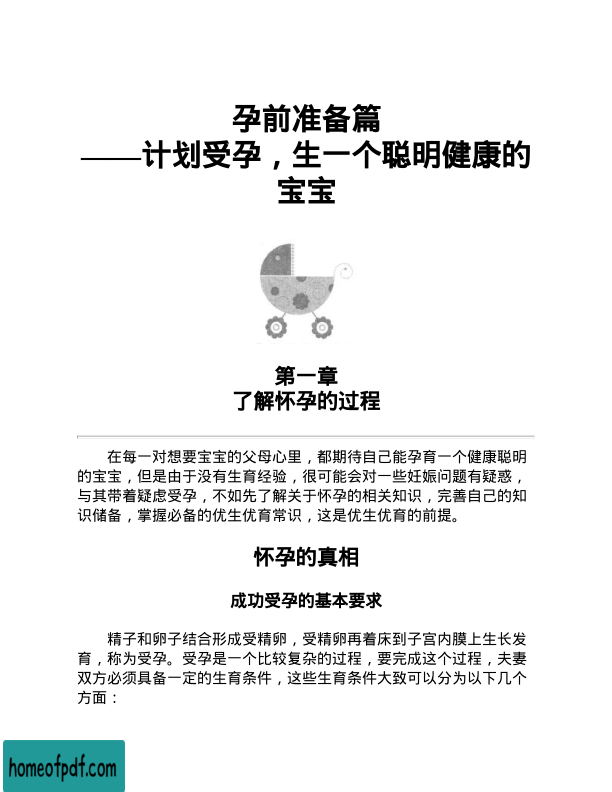 孕前准备篇
——计划受孕，生一个聪明健康的
宝宝
第一章
了解怀孕的过程
在每一对想要宝宝的父母心里，都期待自己能孕育一个健康聪明
的宝宝，但是由于没有生育经验，很可能会对一些妊娠问题有疑惑，
与其带着疑虑受孕，不如先了解关于怀孕的相关知识，完善自己的知
识储备，掌握必备的优生优育常识，这是优生优育的前提。
怀孕的真相
成功受孕的基本要求
精子和卵子结合形成受精卵，受精卵再着床到子宫内膜上生长发
育，称为受孕。受孕是一个比较复杂的过程，要完成这个过程，夫妻
双方必须具备一定的生育条件，这些生育条件大致可以分为以下几个
方面：
homeofpdf.com